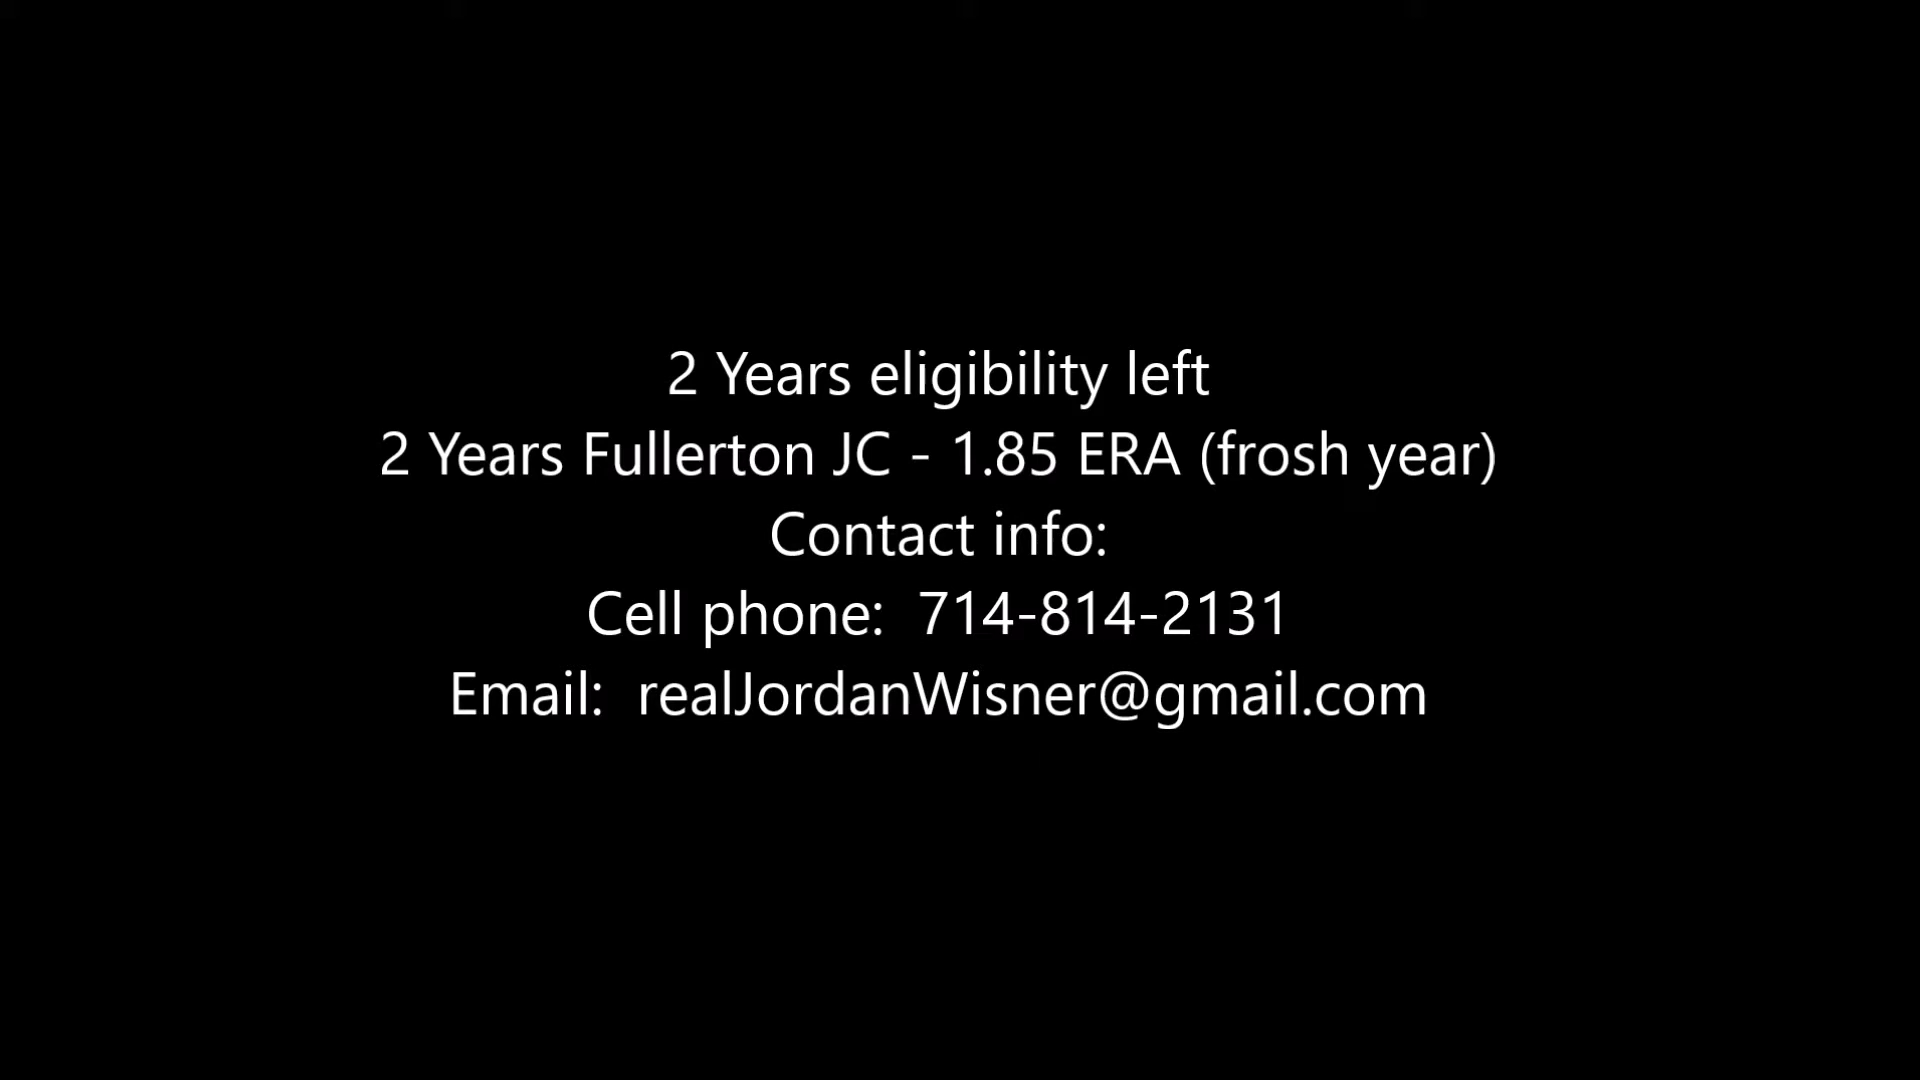 2 Years eligibility left
2 Years Fullerton JC - 1.85 ERA (frosh year)
Contact info:
Cell phone:  714-814-2131
Email:  realJordanWisner@gmail.com